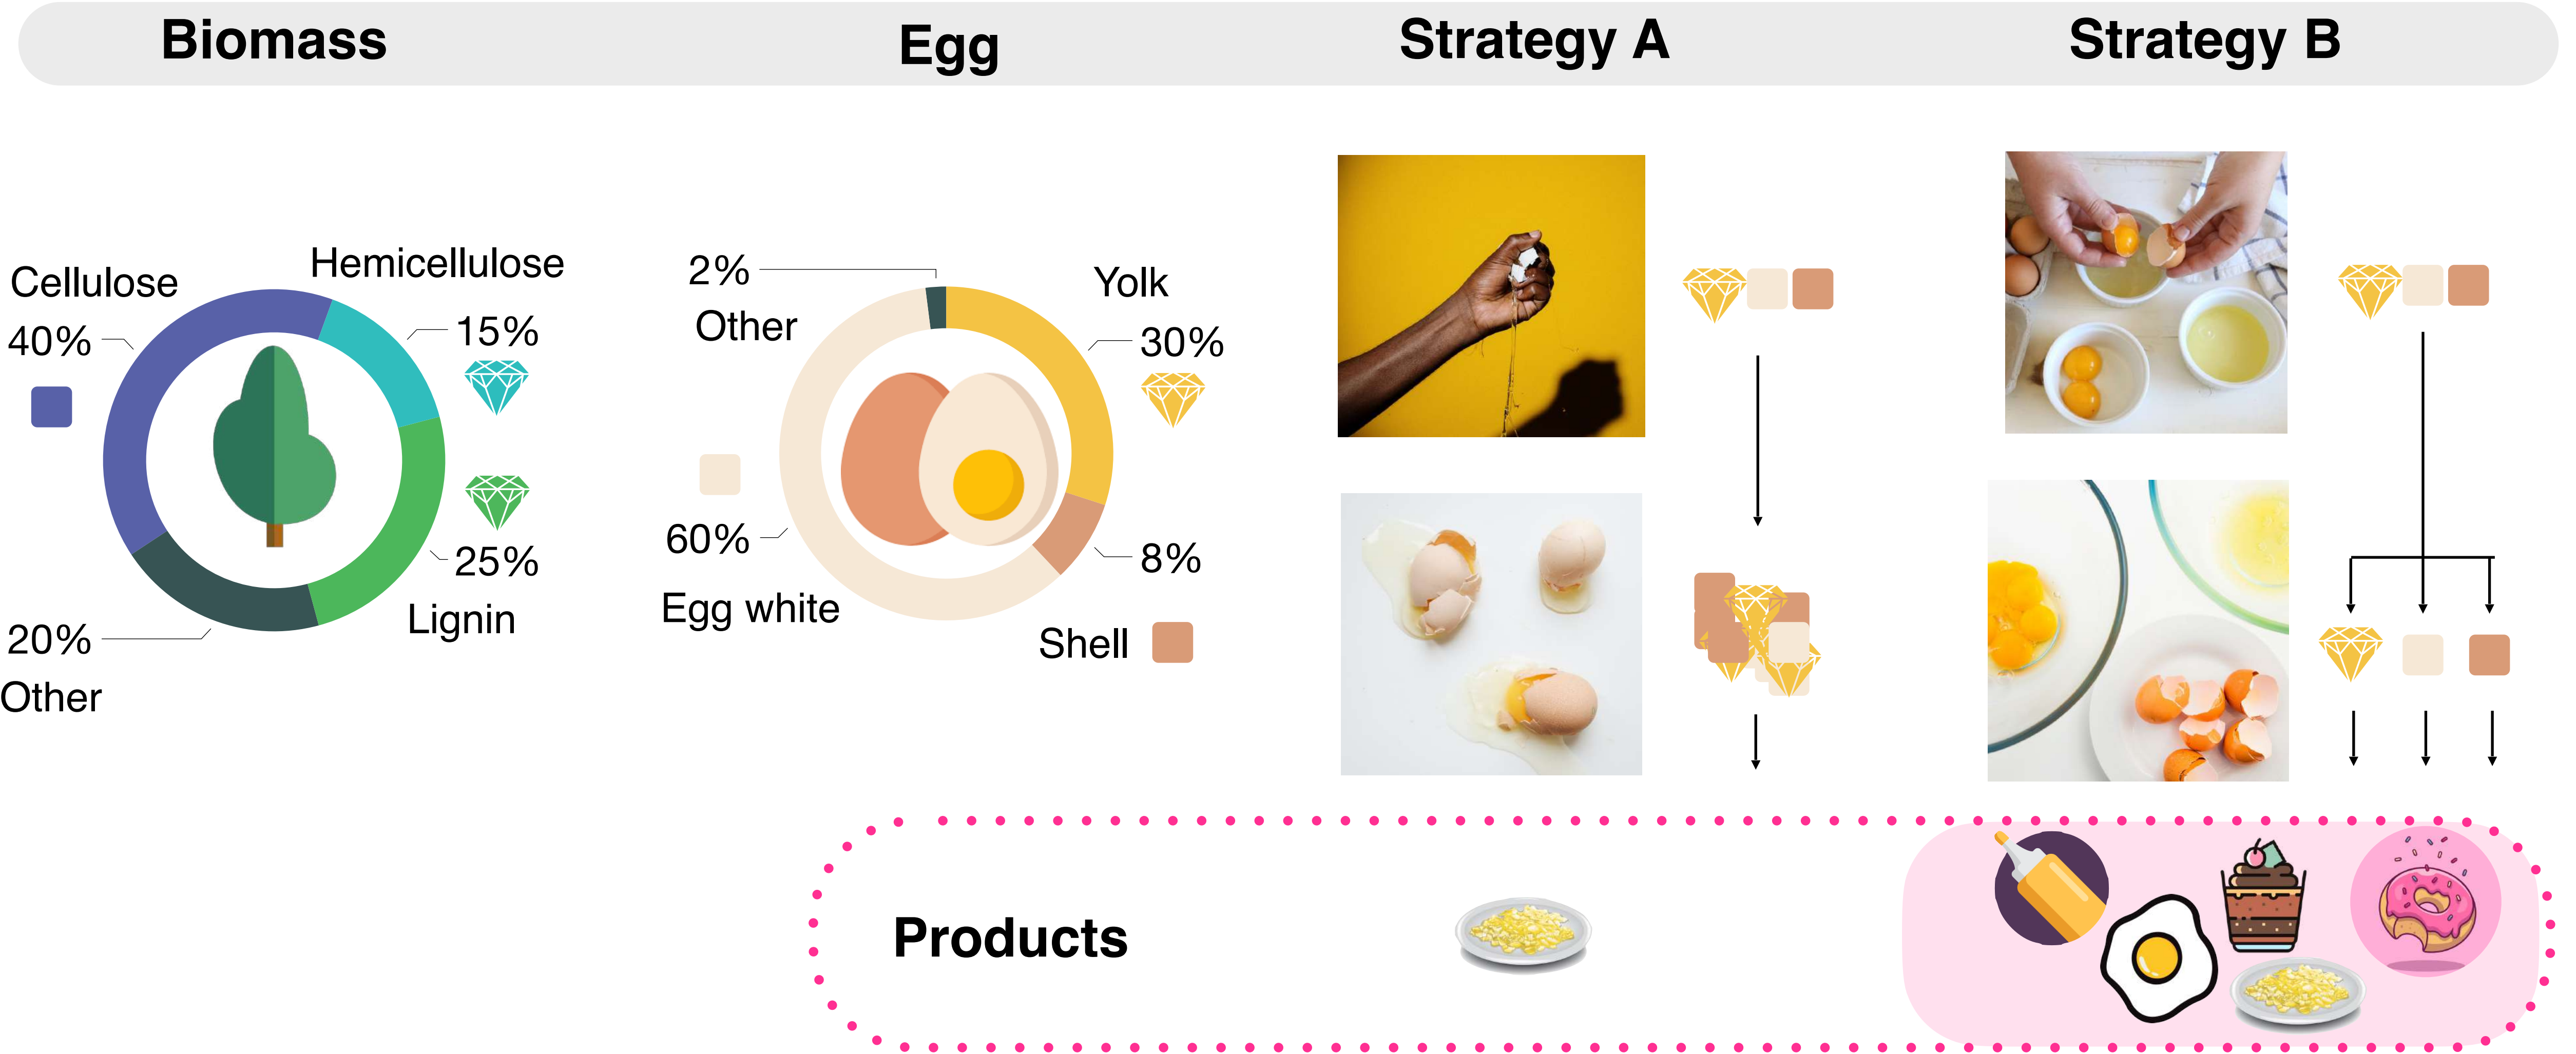 Biomass
Egg
Strategy A
Strategy B
Cellulose
40%
Hemicellulose
15%
25%
Lignin
20%
Other
2%
Other
Yolk
30%
60%
Egg white
8%
Shell
Products